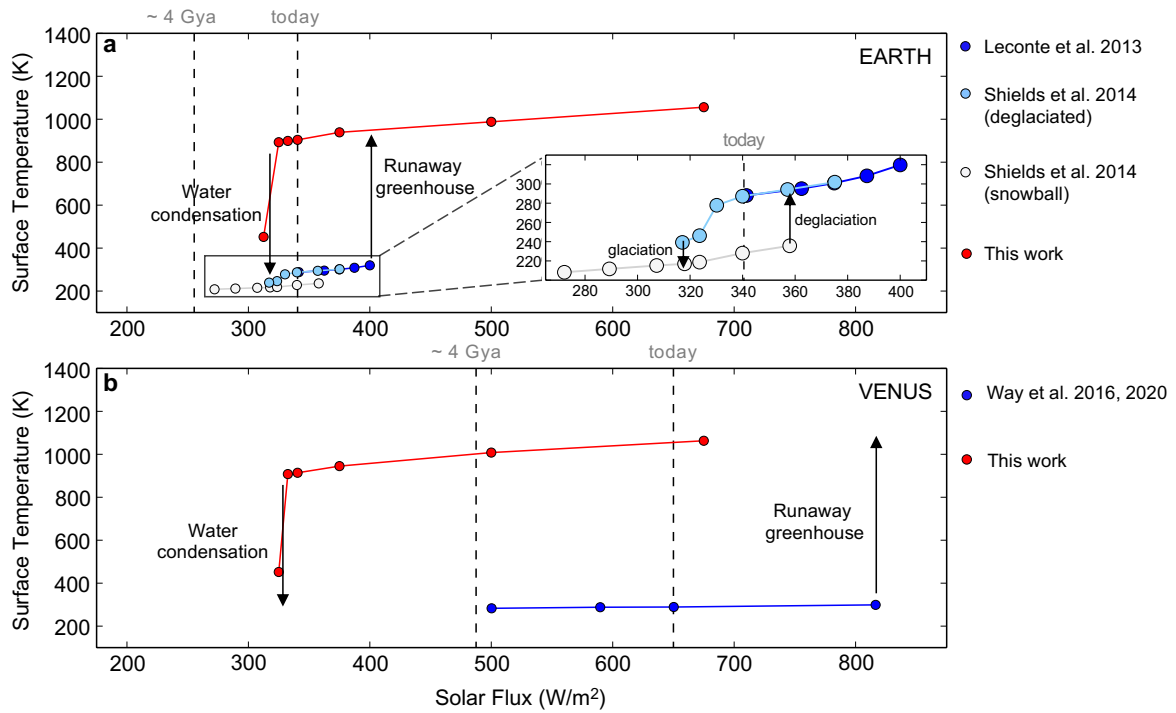 ~ 4 Gya
today
a
EARTH
1400
1200
1000
800
600
400
200
Surface Temperature (K)
Water
condensation
Runaway
greenhouse
today
300
280
260
240
220
glaciation
deglaciation
280
300
320
340
360
380
400
200
300
400
500
600
700
800
Leconte et al. 2013
Shields et al. 2014
(deglaciated)
Shields et al. 2014
(snowball)
This work
~ 4 Gya
today
b
VENUS
1400
1200
1000
800
600
400
200
Surface Temperature (K)
Water
condensation
Runaway
greenhouse
200
300
400
500
600
700
800
Solar Flux (W/m²)
Way et al. 2016, 2020
This work